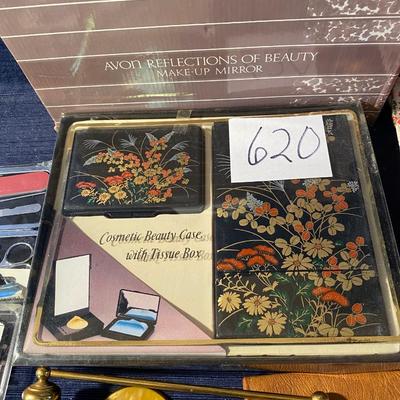 AVON REFLECTIONS OF BEAUTY
MAKE-UP MIRROR
620
Cosmetic Beauty Case
with Tissue Box